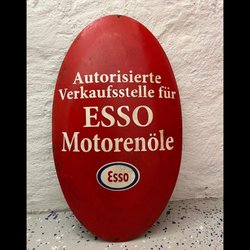 Autorisierte
Verkaufsstelle für
ESSO
Motorenöle
Esso